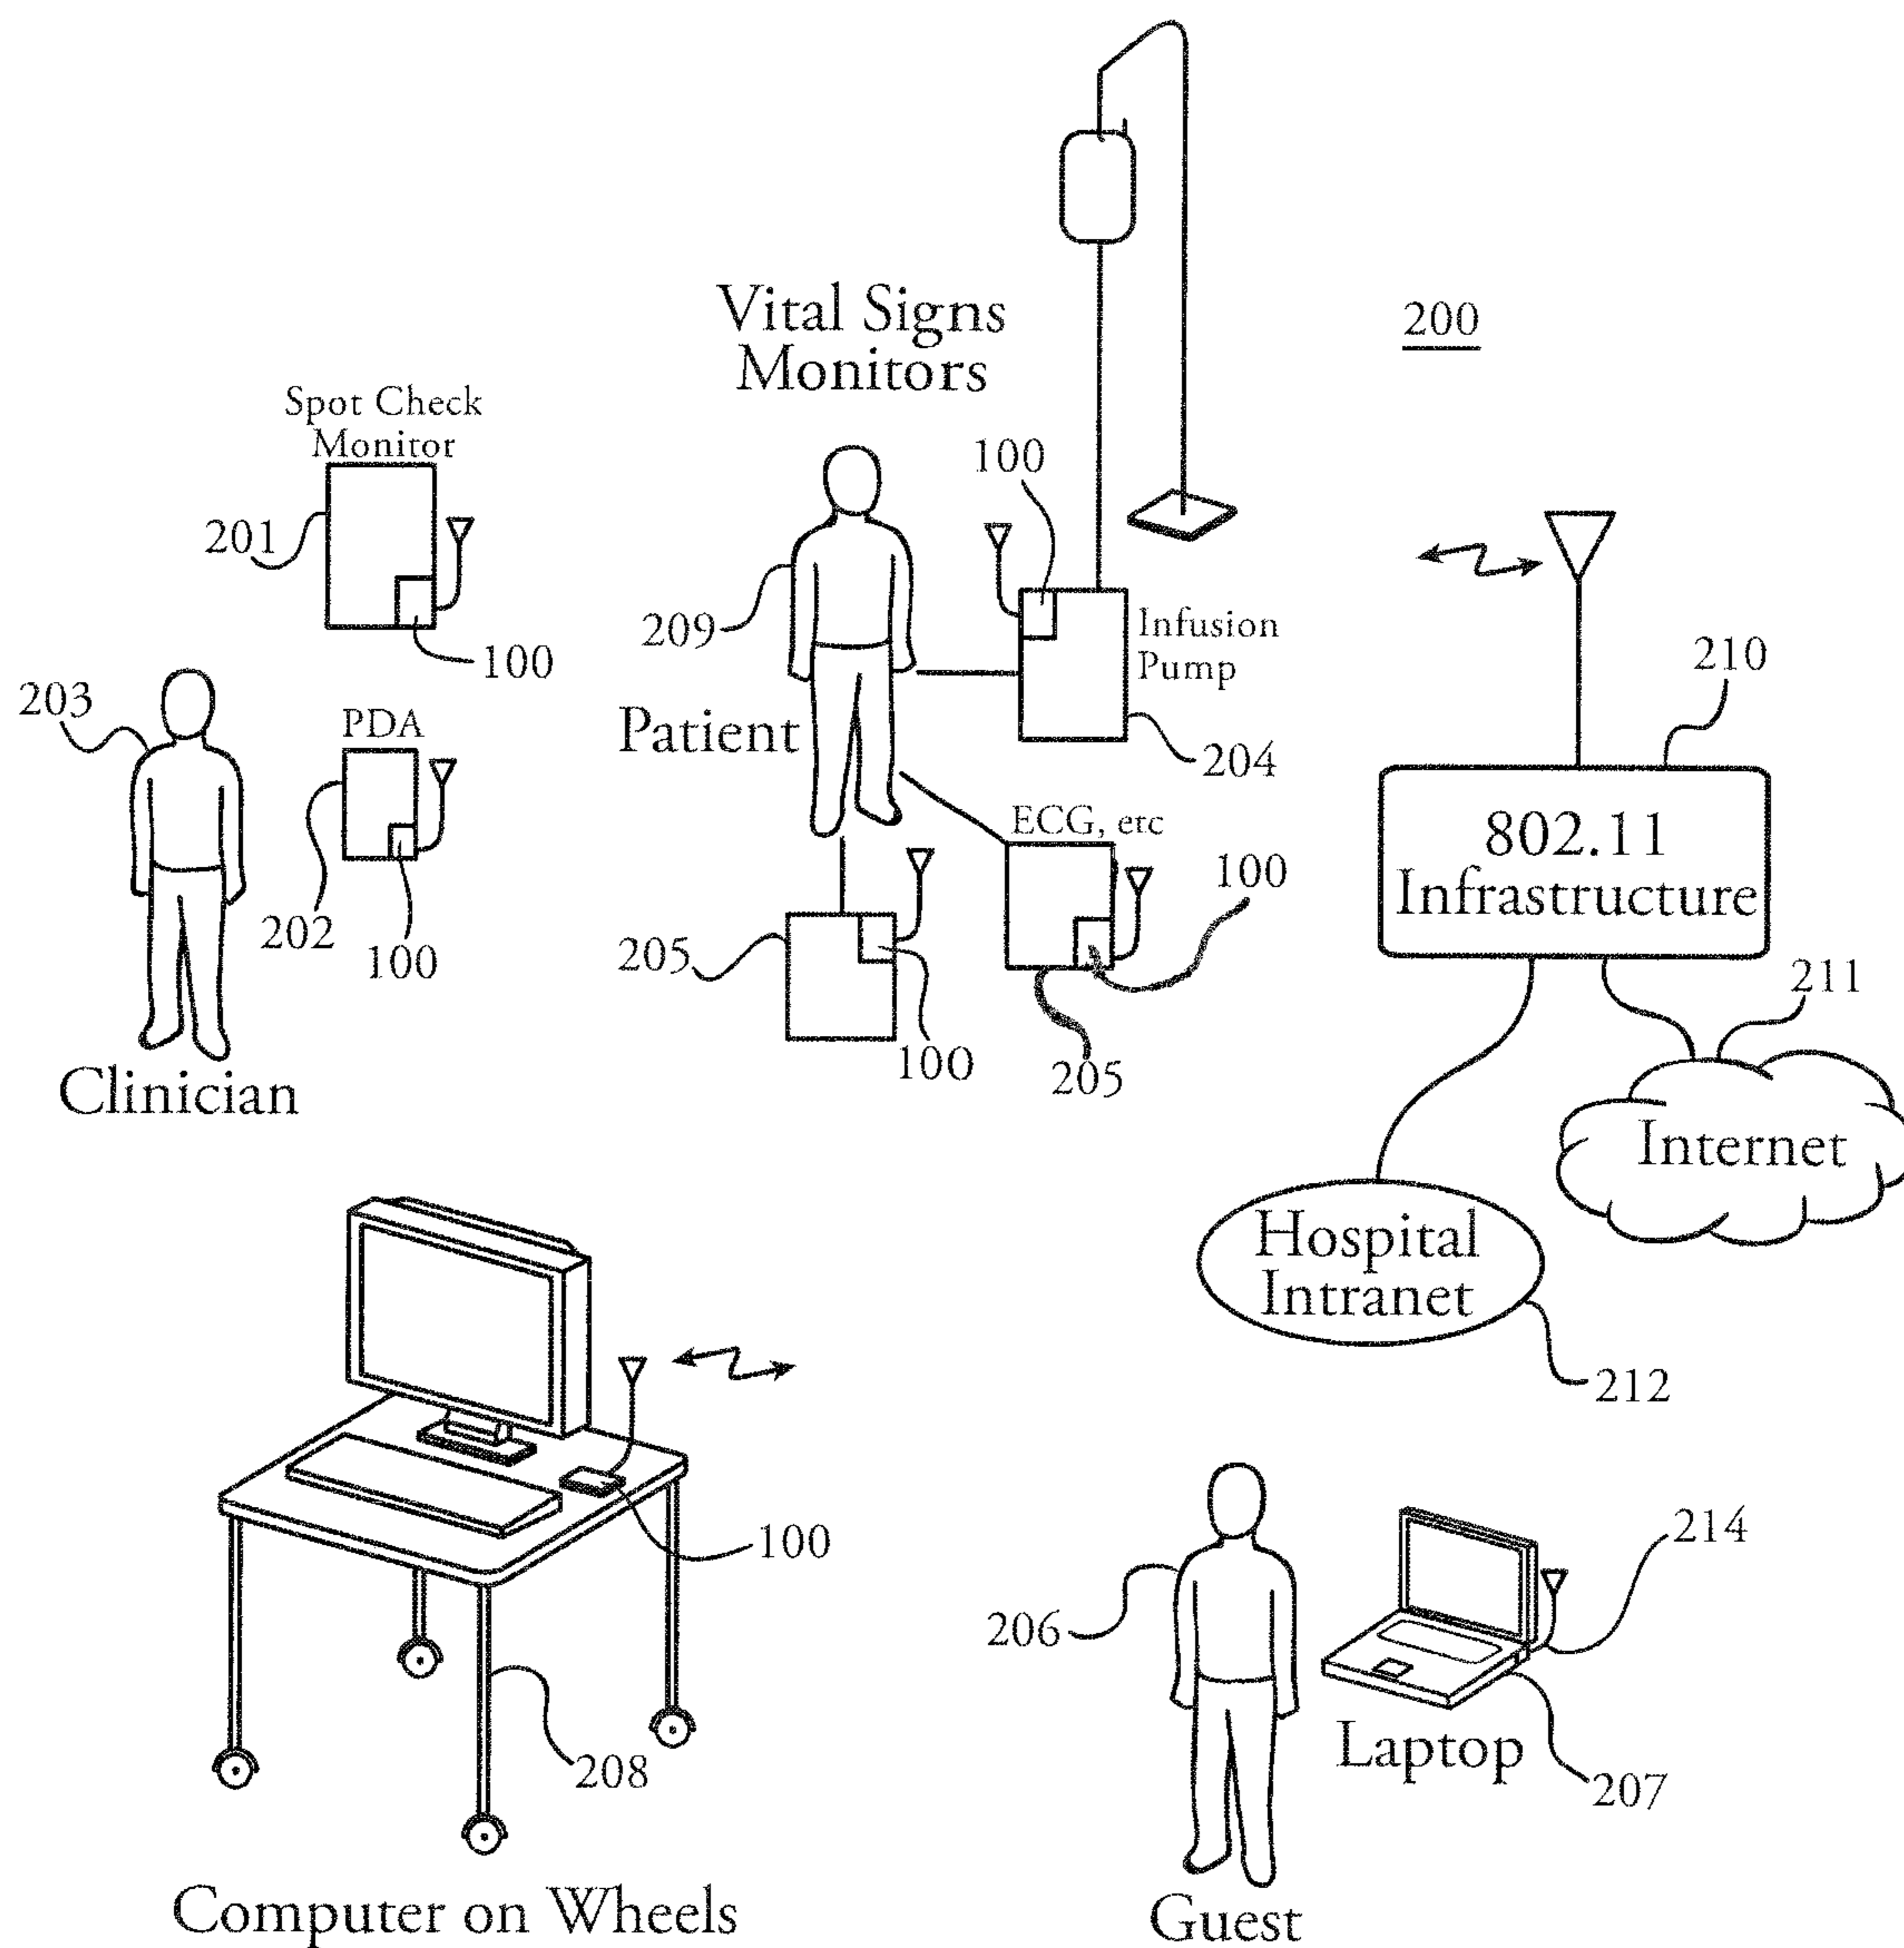 Vital Signs
Monitors
200
Spot Check
Monitor
201
100
100
209
Infusion
Pump
204
203
PDA
202
100
Patient
ECG, etc
100
205
100
205
210
802.11
Infrastructure
211
Internet
Hospital
Intranet
212
Clinician
100
208
Computer on Wheels
206
214
Laptop
207
Guest